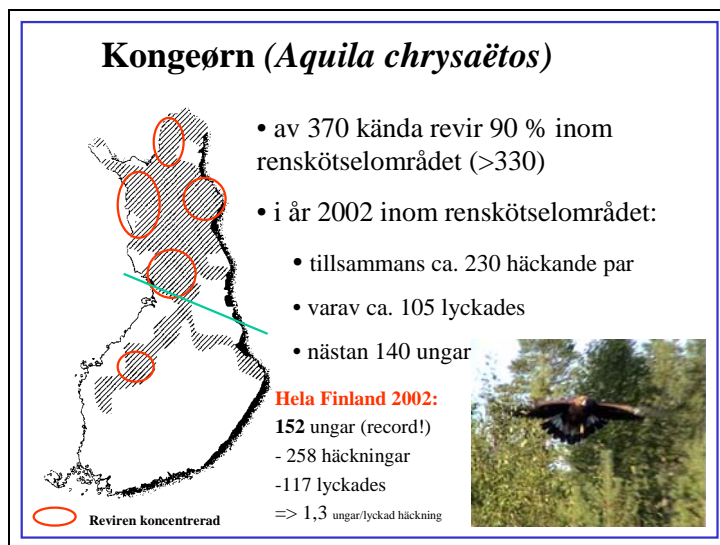 Kongeørn (Aquila chrysaëtos)
• av 370 kända revir 90 % inom
renskötselområdet (>330)
• i år 2002 inom renskötselområdet:
• tillsammans ca. 230 häckande par
• varav ca. 105 lyckades
• nästan 140 ungar
Hela Finland 2002:
152 ungar (record!)
- 258 häckningar
-117 lyckades
=> 1,3 ungar/lyckad häckning
Reviren koncentrerad